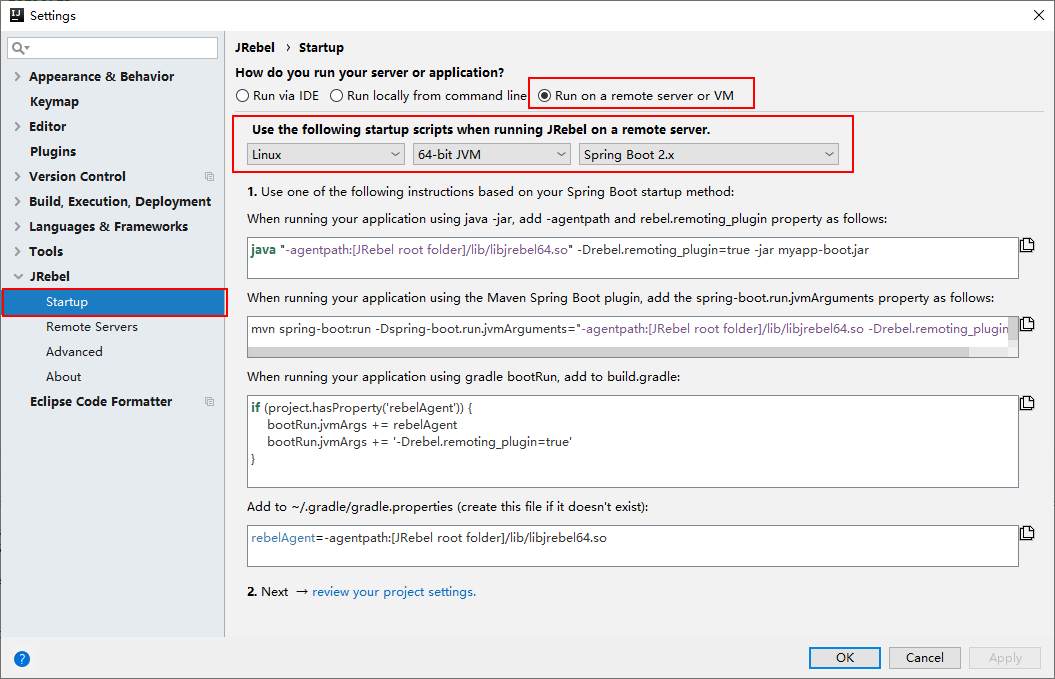 Settings
Appearance & Behavior
Keymap
Editor
Plugins
Version Control
Build, Execution, Deployment
Languages & Frameworks
Tools
JRebel
Startup
Remote Servers
Advanced
About
Eclipse Code Formatter
JRebel › Startup
How do you run your server or application?
Run via IDE Run locally from command line Run on a remote server or VM
Use the following startup scripts when running JRebel on a remote server.
Linux 64-bit JVM Spring Boot 2.x
1. Use one of the following instructions based on your Spring Boot startup method:
When running your application using java -jar, add -agentpath and rebel.remoting_plugin property as follows:
java "-agentpath:[JRebel root folder]/lib/libjrebel64.so" -Drebel.remoting_plugin=true -jar myapp-boot.jar
When running your application using the Maven Spring Boot plugin, add the spring-boot.run.jvmArguments property as follows:
mvn spring-boot:run -Dspring-boot.run.jvmArguments="-agentpath:[JRebel root folder]/lib/libjrebel64.so -Drebel.remoting_plugin
When running your application using gradle bootRun, add to build.gradle:
if (project.hasProperty('rebelAgent')) {
bootRun.jvmArgs += rebelAgent
bootRun.jvmArgs += '-Drebel.remoting_plugin=true'
}
Add to ~/.gradle/gradle.properties (create this file if it doesn't exist):
rebelAgent=-agentpath:[JRebel root folder]/lib/libjrebel64.so
2. Next → review your project settings.
? OK Cancel Apply